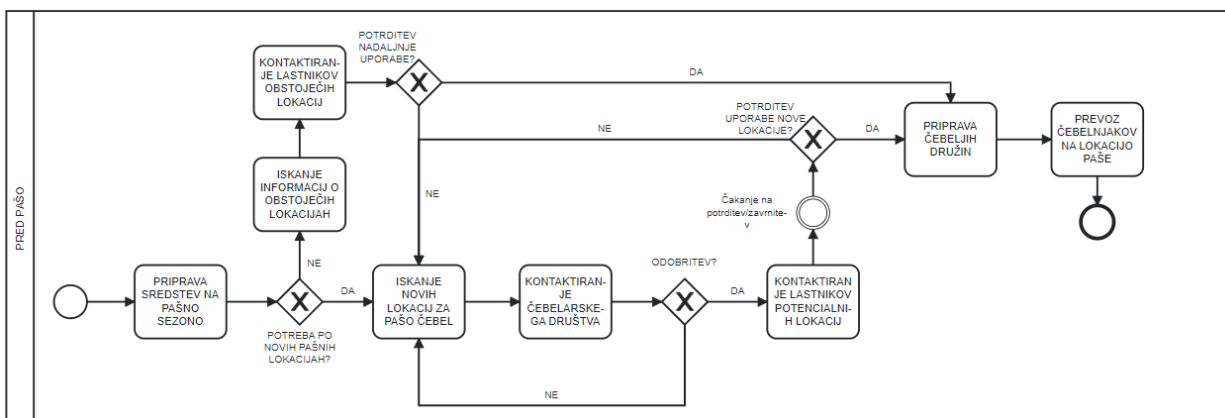 PRED PAŠO
PRIPRAVA
SREDSTEV NA
PAŠNO
SEZONO
POTREBA PO
NOVIH PAŠNIH
LOKACIJAH?
NE
DA
ISKANJE
INFORMACIJ O
OBSTOJEČIH
LOKACIJAH
KONTAKTIRAN-
JE LASTNIKOV
OBSTOJEČIH
LOKACIJ
POTRDITEV
NADALJNJE
UPORABE?
DA
NE
ISKANJE
NOVIH
LOKACIJ ZA
PAŠO ČEBEL
KONTAKTIRAN-
JE
ČEBELARSKE-
GA DRUŠTVA
ODOBRITEV?
DA
NE
KONTAKTIRAN
JE LASTNIKOV
POTENCIALNI-
H LOKACIJ
Čakanje na
potrditev/zavrnite-
v
POTRDITEV
UPORABE NOVE
LOKACIJE?
NE
DA
PRIPRAVA
ČEBELJIH
DRUŽIN
PREVOZ
ČEBELNJAKOV
NA LOKACIJO
PAŠE